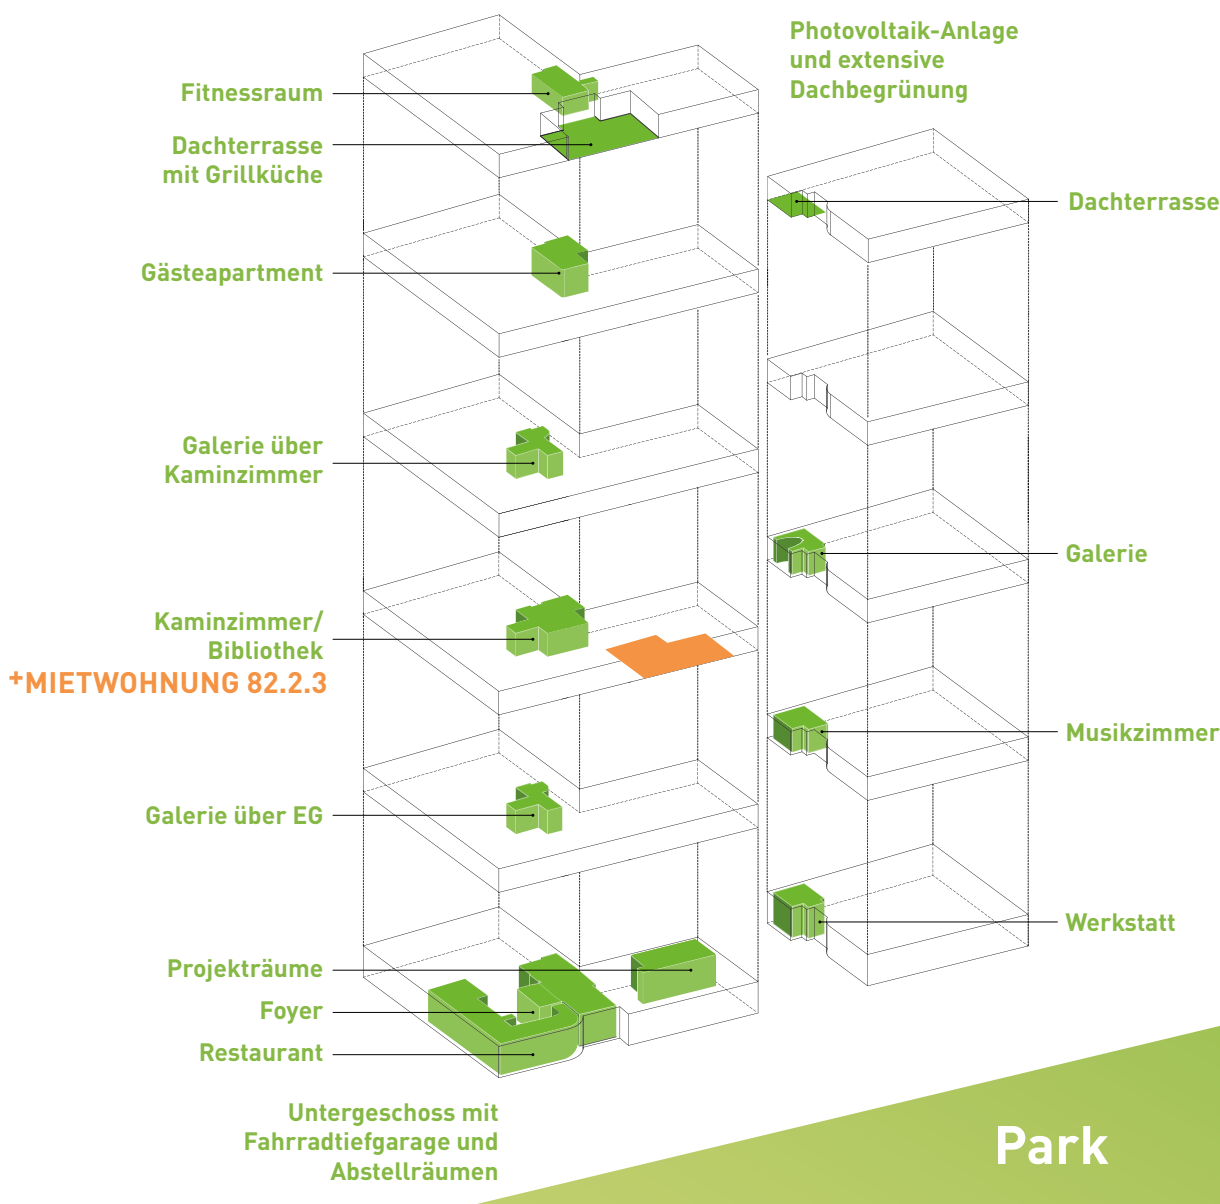 Photovoltaik-Anlage
und extensive
Dachbegrünung
Fitnessraum
Dachterrasse
mit Grillküche
Gästeapartment
Galerie über
Kaminzimmer
Kaminzimmer/
Bibliothek
+MIETWOHNUNG 82.2.3
Galerie über EG
Projekträume
Foyer
Restaurant
Untergeschoss mit
Fahrradtiefgarage und
Abstellräumen
Dachterrasse
Galerie
Musikzimmer
Werkstatt
Park